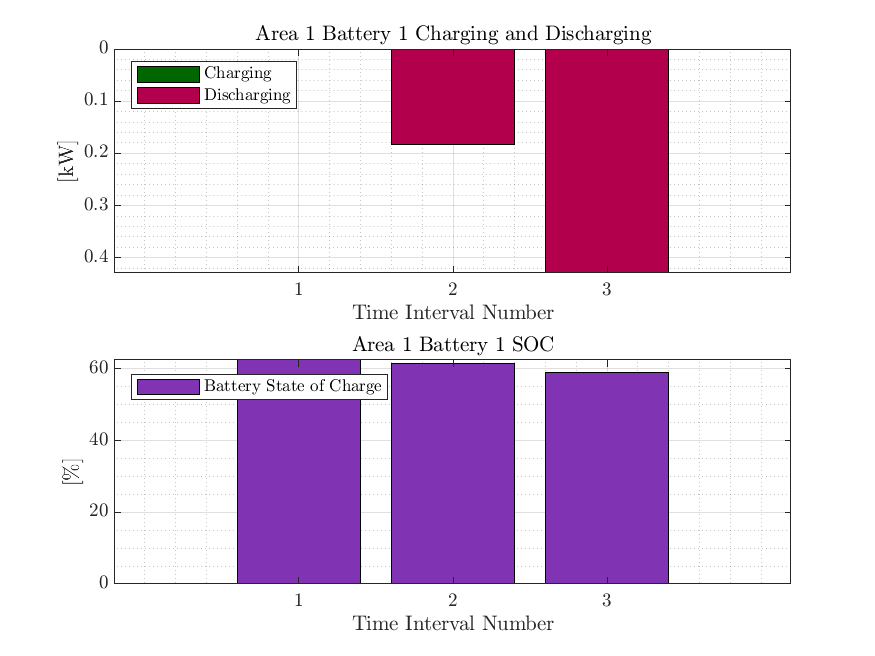 Area 1 Battery 1 Charging and Discharging
0
0.1
0.2
0.3
0.4
[kW]
Charging
Discharging
1 2 3
Time Interval Number
Area 1 Battery 1 SOC
60
40
20
0
[%]
Battery State of Charge
1 2 3
Time Interval Number